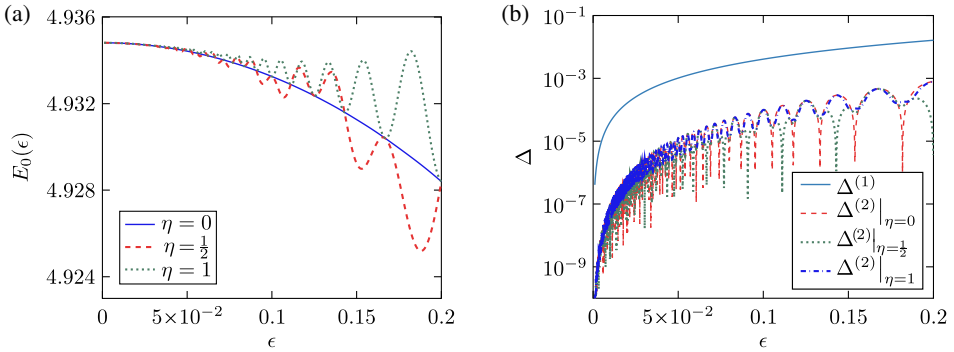 (a)
4.936
4.932
4.928
4.924
E₀(ϵ)
η = 0
η = 1/2
η = 1
0
5×10⁻²
0.1
0.15
0.2
ϵ
(b)
10⁻¹
10⁻³
10⁻⁵
10⁻⁷
10⁻⁹
Δ
Δ⁽¹⁾
Δ⁽²⁾|η=0
Δ⁽²⁾|η=1/2
Δ⁽²⁾|η=1
0
5×10⁻²
0.1
0.15
0.2
ϵ